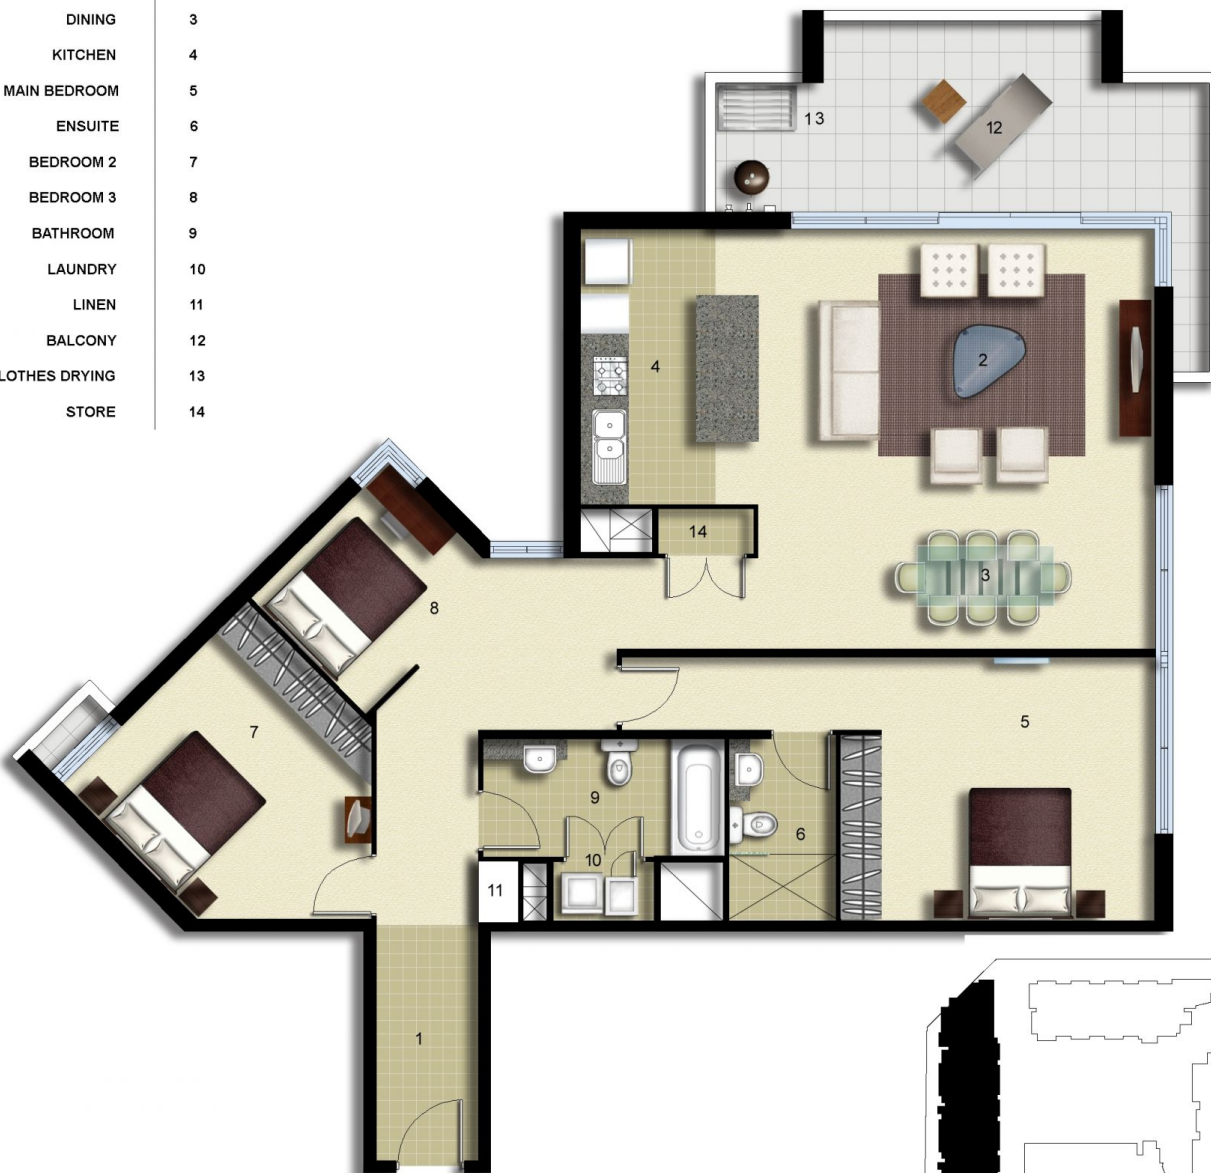 DINING 3
KITCHEN 4
MAIN BEDROOM 5
ENSUITE 6
BEDROOM 2 7
BEDROOM 3 8
BATHROOM 9
LAUNDRY 10
LINEN 11
BALCONY 12
LOTHES DRYING 13
STORE 14
13
12
4
2
14
3
8
7
5
9
6
10
11
1